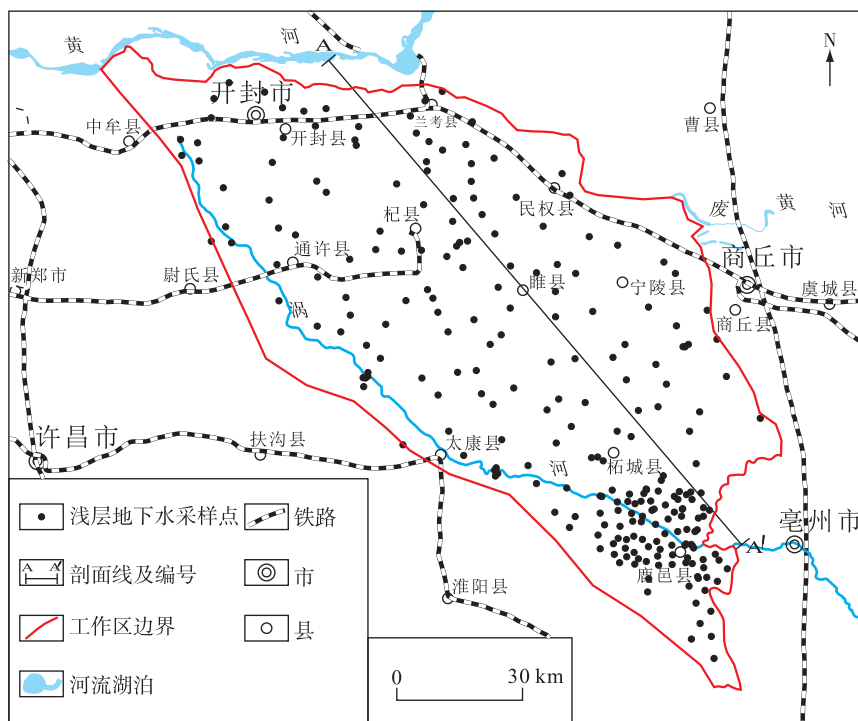 黄
河
A
N
开封市
中牟县
开封县
兰考县
曹县
杞县
民权县
废
黄
河
通许县
商丘市
新郑市
尉氏县
睢县
宁陵县
虞城县
商丘县
涡
许昌市
扶沟县
太康县
河
柘城县
亳州市
A'
鹿邑县
淮阳县
浅层地下水采样点
铁路
A A'
剖面线及编号
市
工作区边界
县
河流湖泊
0 30 km